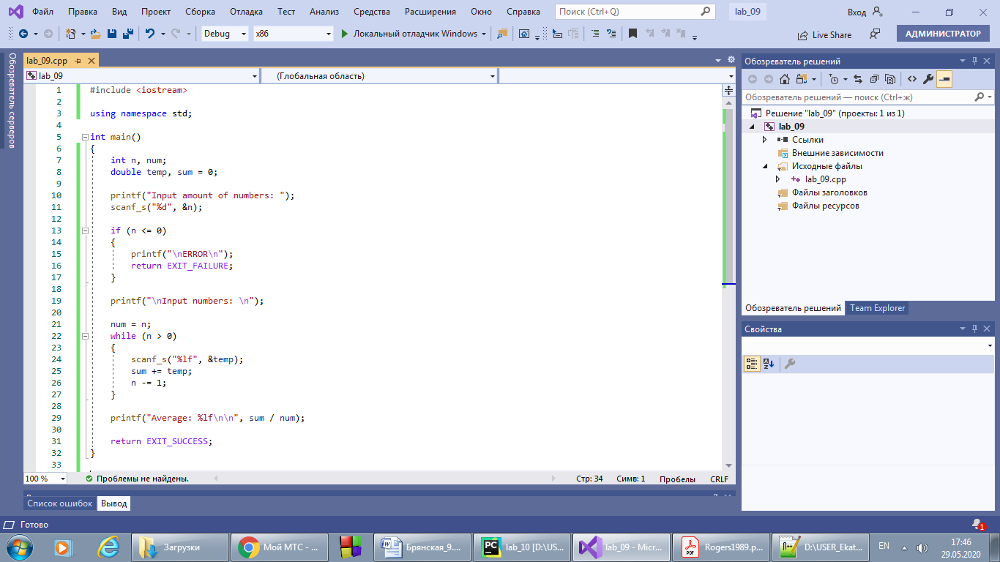 Файл Правка Вид Проект Сборка Отладка Тест Анализ Средства Расширения Окно Справка Поиск (Ctrl+Q) lab_09 Вход
Debug x86 Локальный отладчик Windows Live Share АДМИНИСТРАТОР
Обозреватель серверов
lab_09.cpp
lab_09 (Глобальная область)
1 #include <iostream>
2
3 using namespace std;
4
5 int main()
6 {
7 int n, num;
8 double temp, sum = 0;
9
10 printf("Input amount of numbers: ");
11 scanf_s("%d", &n);
12
13 if (n <= 0)
14 {
15 printf("\nERROR\n");
16 return EXIT_FAILURE;
17 }
18
19 printf("\nInput numbers: \n");
20
21 num = n;
22 while (n > 0)
23 {
24 scanf_s("%lf", &temp);
25 sum += temp;
26 n -= 1;
27 }
28
29 printf("Average: %lf\n\n", sum / num);
30
31 return EXIT_SUCCESS;
32 }
33
100 % Проблемы не найдены. Стр: 34 Симв: 1 Пробелы CRLF
Список ошибок Вывод
Обозреватель решений
Обозреватель решений — поиск (Ctrl+ж)
Решение "lab_09" (проекты: 1 из 1)
lab_09
Ссылки
Внешние зависимости
Исходные файлы
lab_09.cpp
Файлы заголовков
Файлы ресурсов
Обозреватель решений Team Explorer
Свойства
Готово 1
Загрузки Мой МТС - ... Брянская_9.... lab_10 [D:\US... lab_09 - Micr... Rogers1989.p... D:\USER_Ekat... EN 17:46
29.05.2020